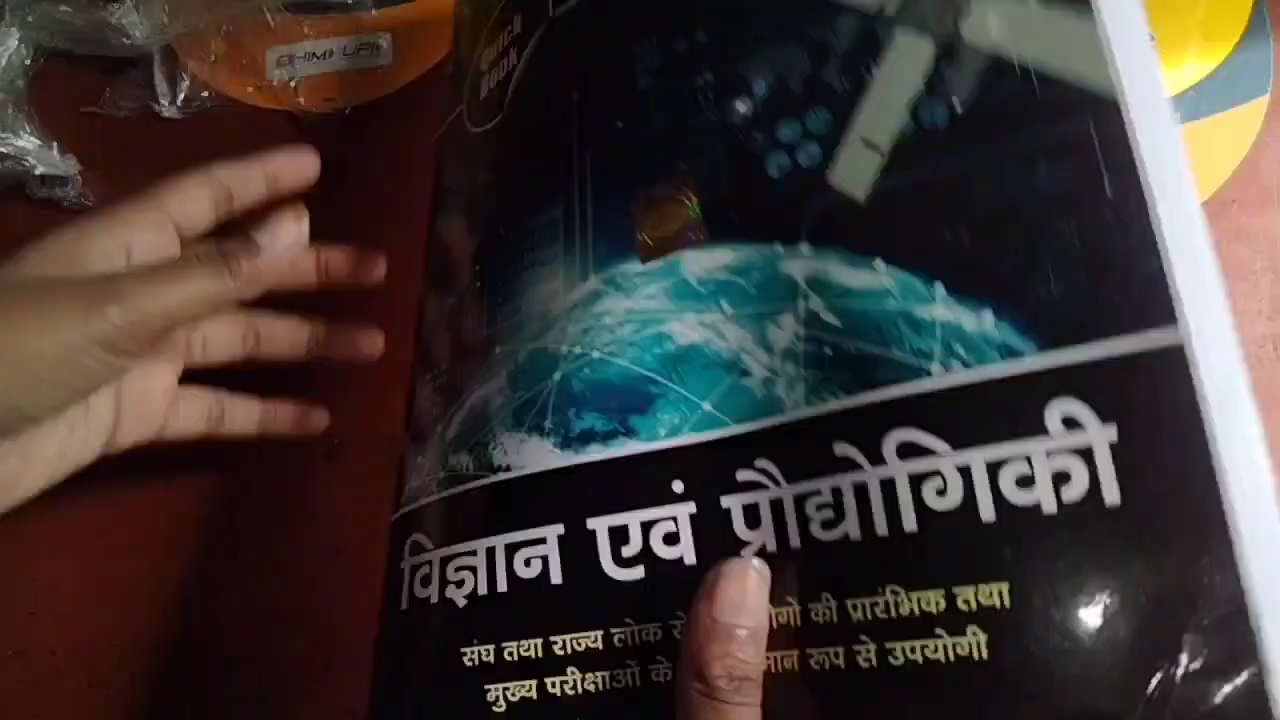 BHIM UPI
QUICK
BOOK
विज्ञान एवं प्रौद्योगिकी
संघ तथा राज्य लोक की प्रारंभिक तथा
मुख्य परीक्षाओं के रूप से उपयोगी